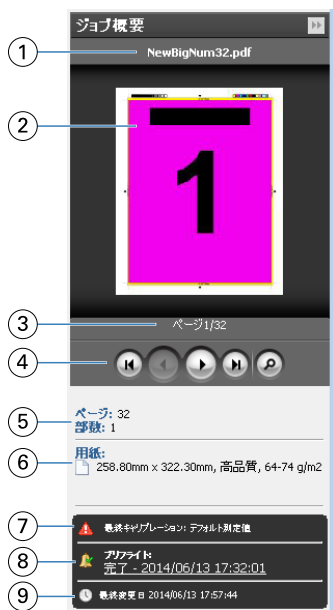 ジョブ概要
1 NewBigNum32.pdf
2
1
3 ページ1/32
4
5 ページ: 32
部数: 1
6 用紙:
258.80mm x 322.30mm, 高品質, 64-74 g/m2
7 最終キャリブレーション: デフォルト測定値
8 プリフライト:
完了 - 2014/06/13 17:32:01
9 最終変更日 2014/06/13 17:57:44